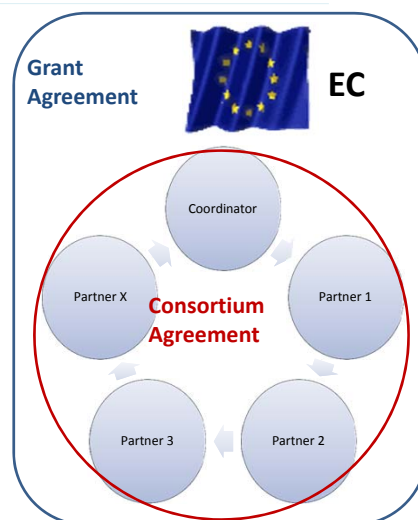 Grant
Agreement
EC
Coordinator
Partner X
Partner 1
Consortium
Agreement
Partner 3
Partner 2